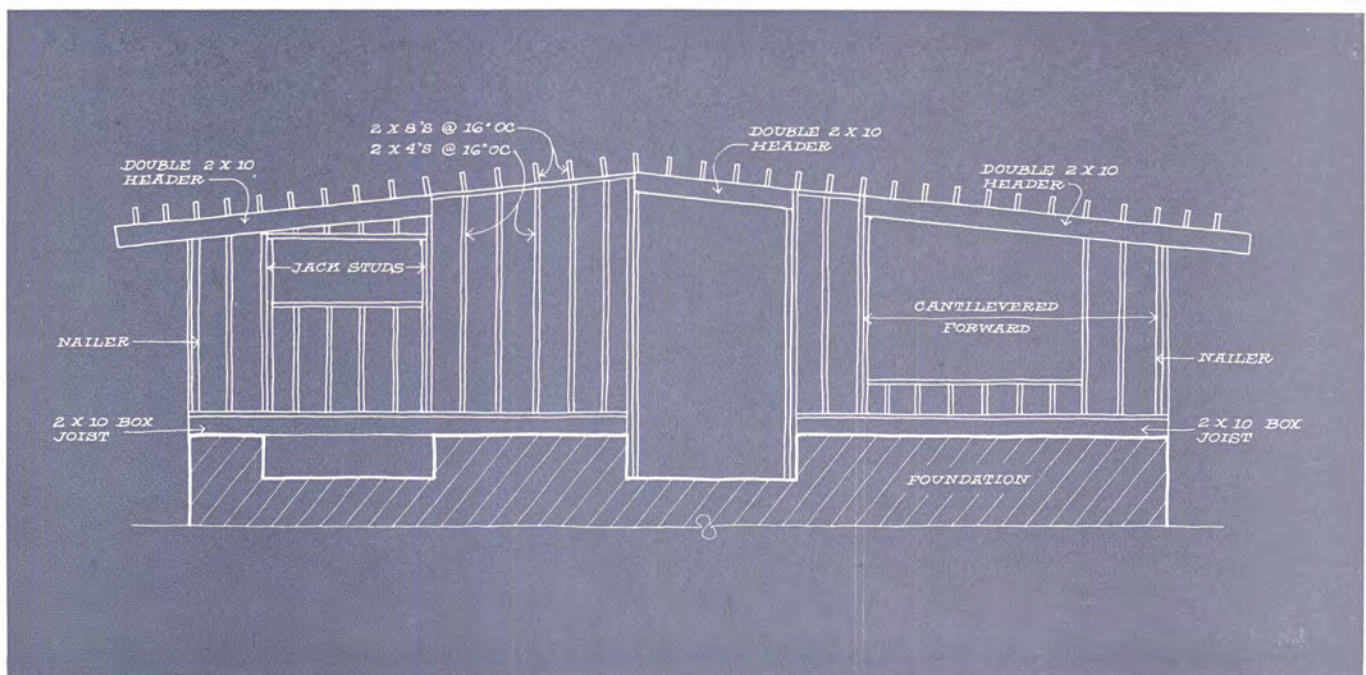 2 X 8'S @ 16" OC
2 X 4'S @ 16" OC
DOUBLE 2 X 10
HEADER
DOUBLE 2 X 10
HEADER
DOUBLE 2 X 10
HEADER
JACK STUDS
CANTILEVERED
FORWARD
NAILER
NAILER
2 X 10 BOX
JOIST
2 X 10 BOX
JOIST
FOUNDATION